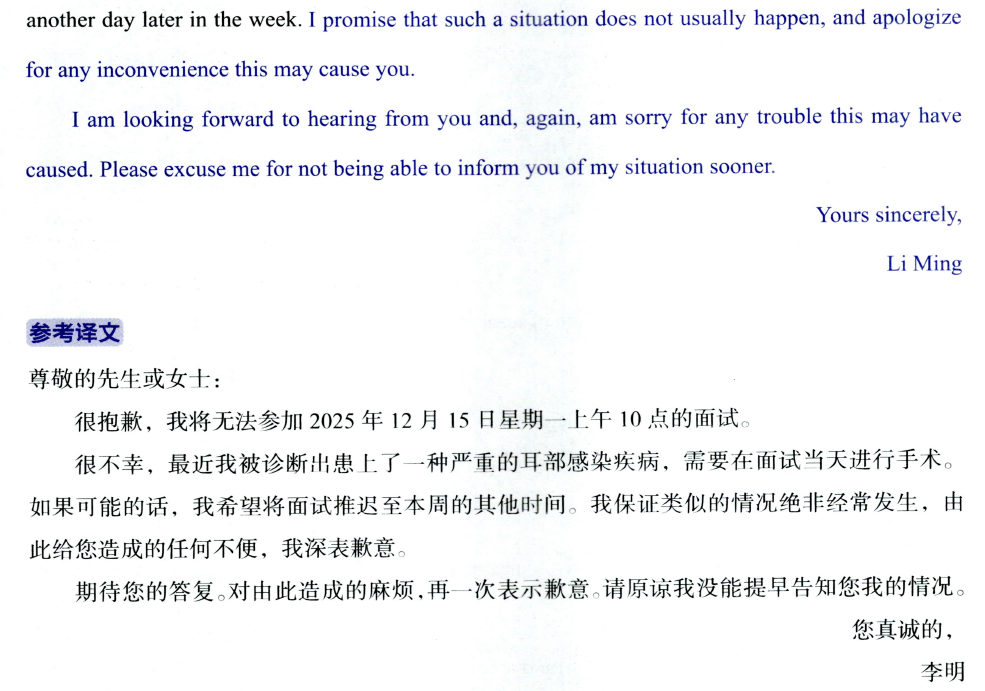 another day later in the week. I promise that such a situation does not usually happen, and apologize
for any inconvenience this may cause you.
I am looking forward to hearing from you and, again, am sorry for any trouble this may have
caused. Please excuse me for not being able to inform you of my situation sooner.
Yours sincerely,
Li Ming
参考译文
尊敬的先生或女士：
很抱歉，我将无法参加 2025 年 12 月 15 日星期一上午 10 点的面试。
很不幸，最近我被诊断出患上了一种严重的耳部感染疾病，需要在面试当天进行手术。
如果可能的话，我希望将面试推迟至本周的其他时间。我保证类似的情况绝非经常发生，由
此给您造成的任何不便，我深表歉意。
期待您的答复。对由此造成的麻烦，再一次表示歉意。请原谅我没能提早告知您我的情况。
您真诚的，
李明